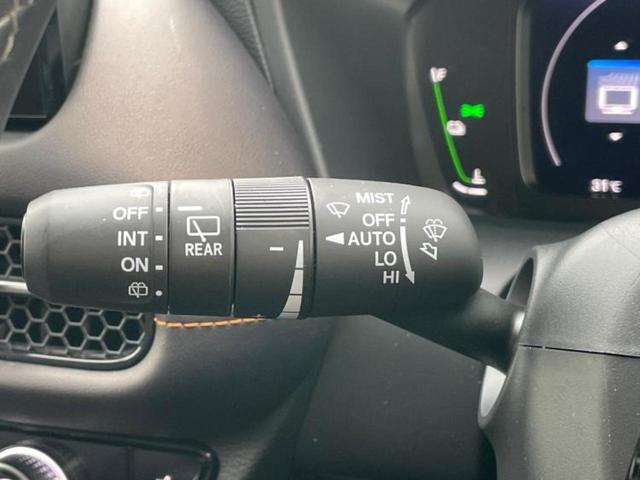 OFF
INT
ON
REAR
MIST
OFF
AUTO
LO
HI
F
31°C